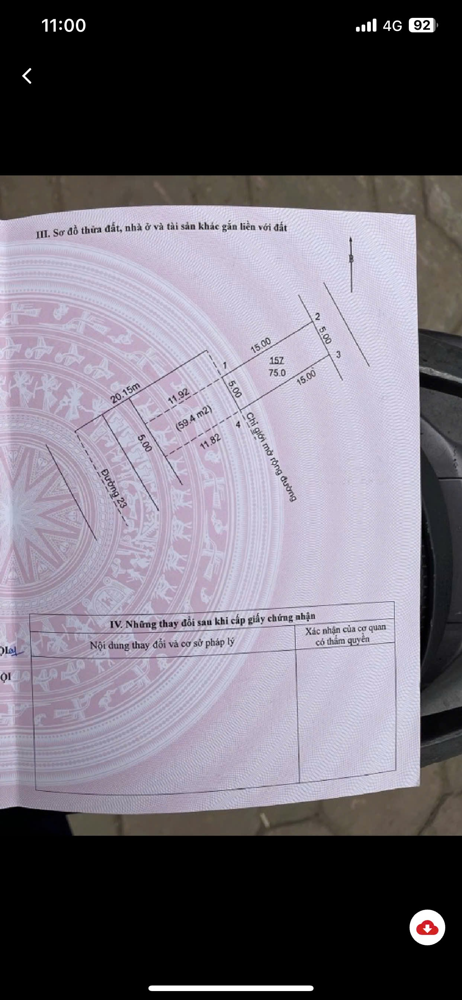 11:00
4G 92
III. Sơ đồ thửa đất, nhà ở và tài sản khác gắn liền với đất
B
2
5.00
15.00
3
157
75.0
15.00
1
5.00
20.15m
11.92
(59.4 m2)
4
11.82
5.00
Chỉ giới mở rộng đường
Đường 23
IV. Những thay đổi sau khi cấp giấy chứng nhận
Nội dung thay đổi và cơ sở pháp lý
Xác nhận của cơ quan
có thẩm quyền
ỘI